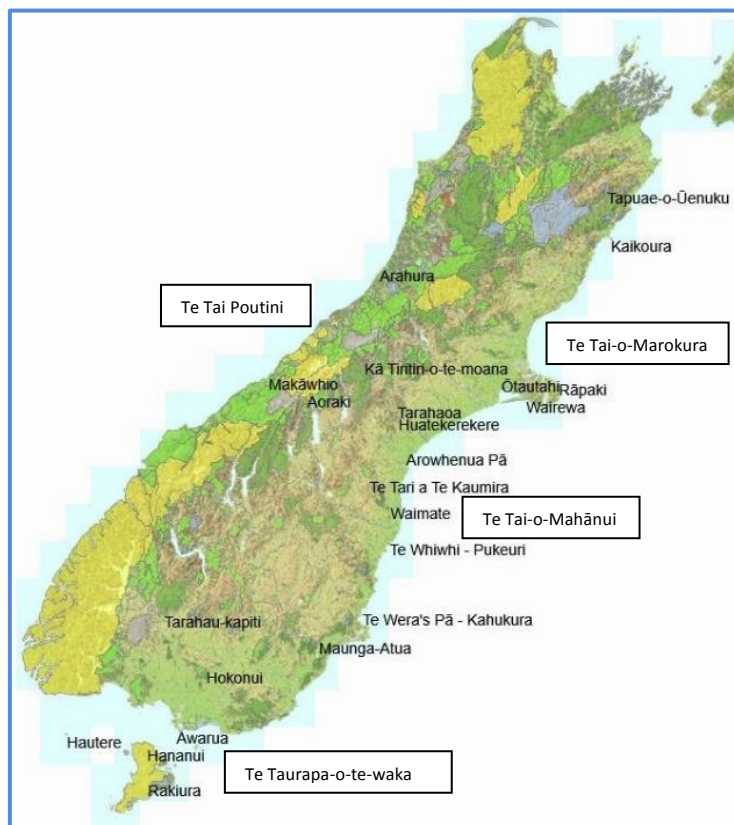 Tapuae-o-Ūenuku
Kaikoura
Arahura
Te Tai Poutini
Te Tai-o-Marokura
Kā Tiritiri-o-te-moana
Makāwhio
Aoraki
Ōtautahi
Rāpaki
Wairewa
Tarahaoa
Huatekerekere
Arowhenua Pā
Te Tari a Te Kaumira
Waimate
Te Tai-o-Mahānui
Te Whiwhi - Pukeuri
Tarahau-kapiti
Te Wera's Pā - Kahukura
Maunga-Atua
Hokonui
Hautere
Awarua
Hananui
Te Taurapa-o-te-waka
Rakiura